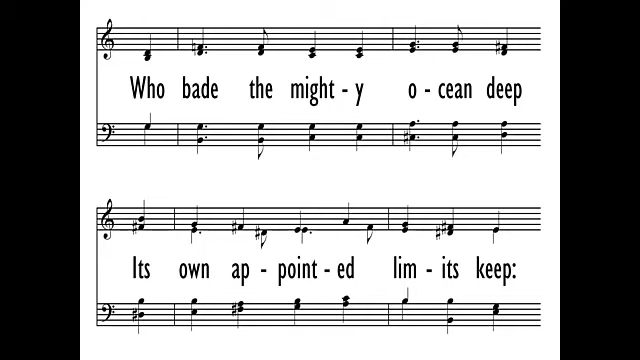 Who bade the might - y o - cean deep
Its own ap - point - ed lim - its keep: